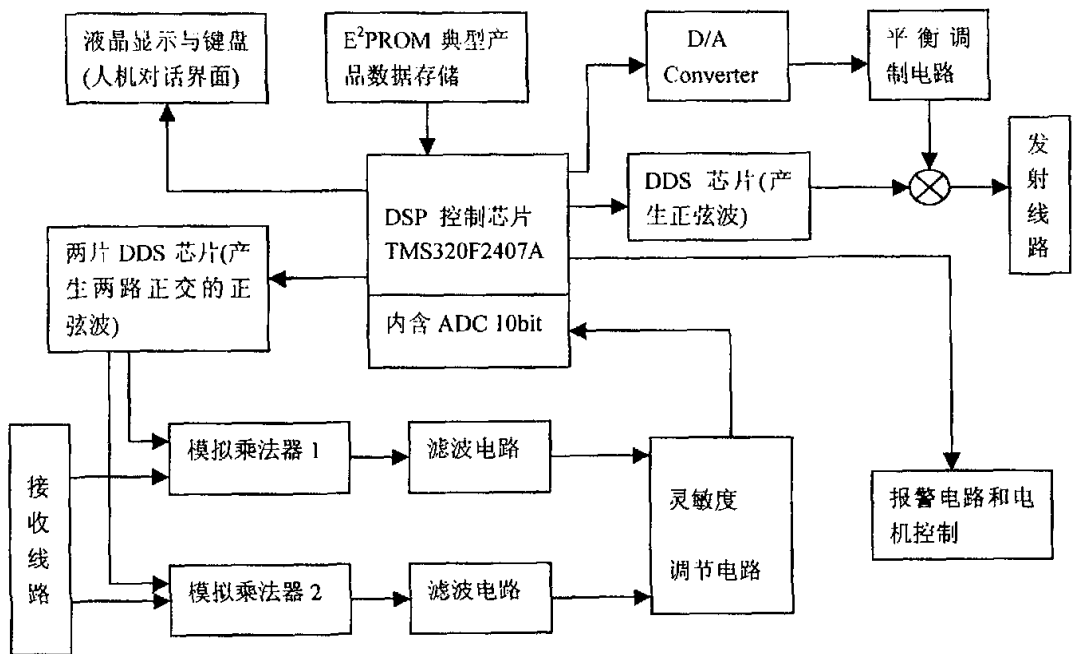 液晶显示与键盘
(人机对话界面)
E²PROM 典型产
品数据存储
D/A
Converter
平衡调
制电路
发
射
线
路
DSP 控制芯片
TMS320F2407A
内含 ADC 10bit
DDS 芯片(产
生正弦波)
两片 DDS 芯片(产
生两路正交的正
弦波)
接
收
线
路
模拟乘法器 1
滤波电路
灵敏度
调节电路
报警电路和电
机控制
模拟乘法器 2
滤波电路